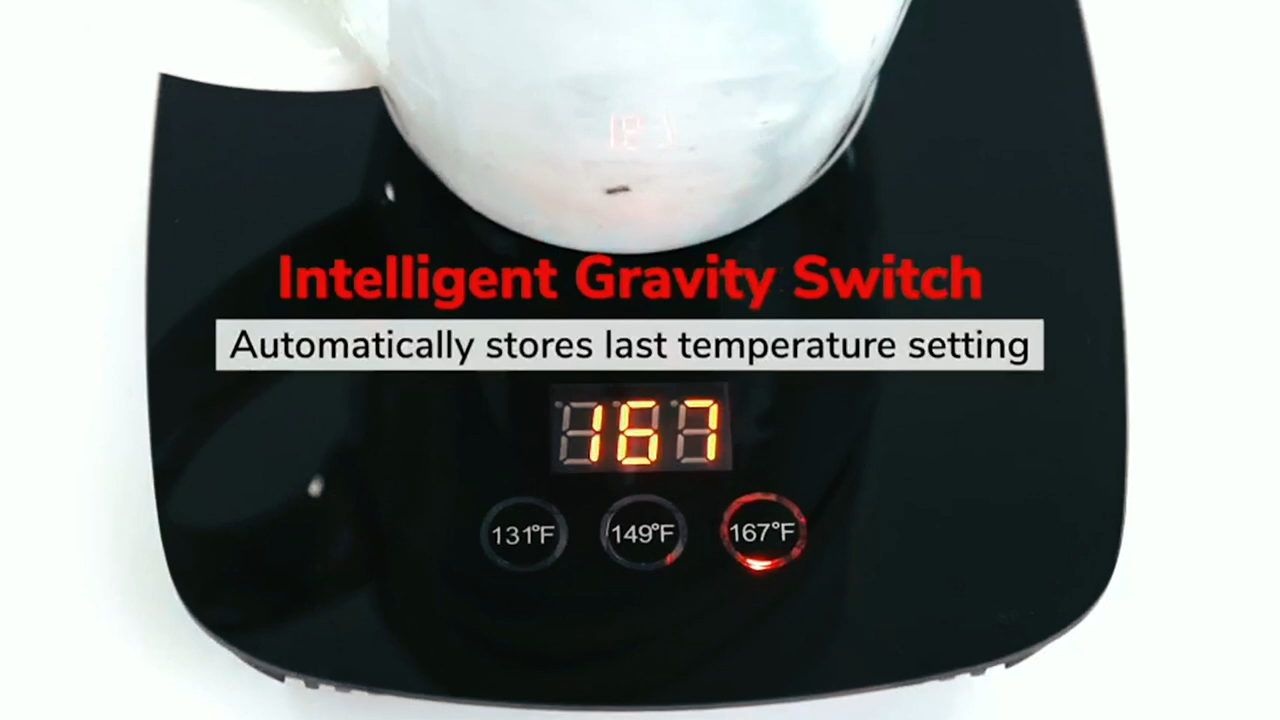 Intelligent Gravity Switch
Automatically stores last temperature setting
167
131°F 149°F 167°F